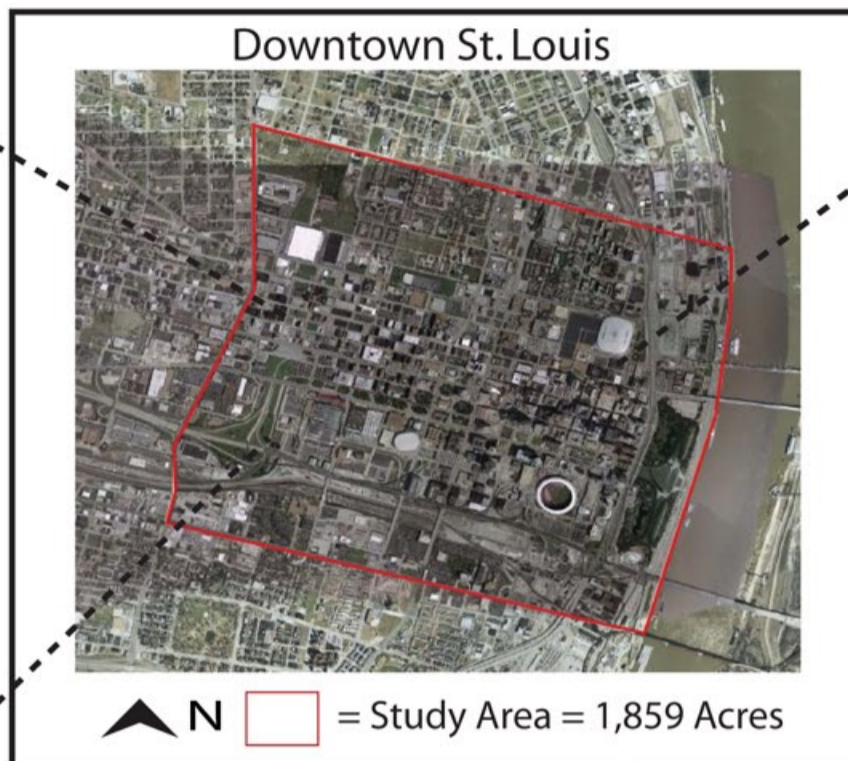 Downtown St. Louis
N = Study Area = 1,859 Acres